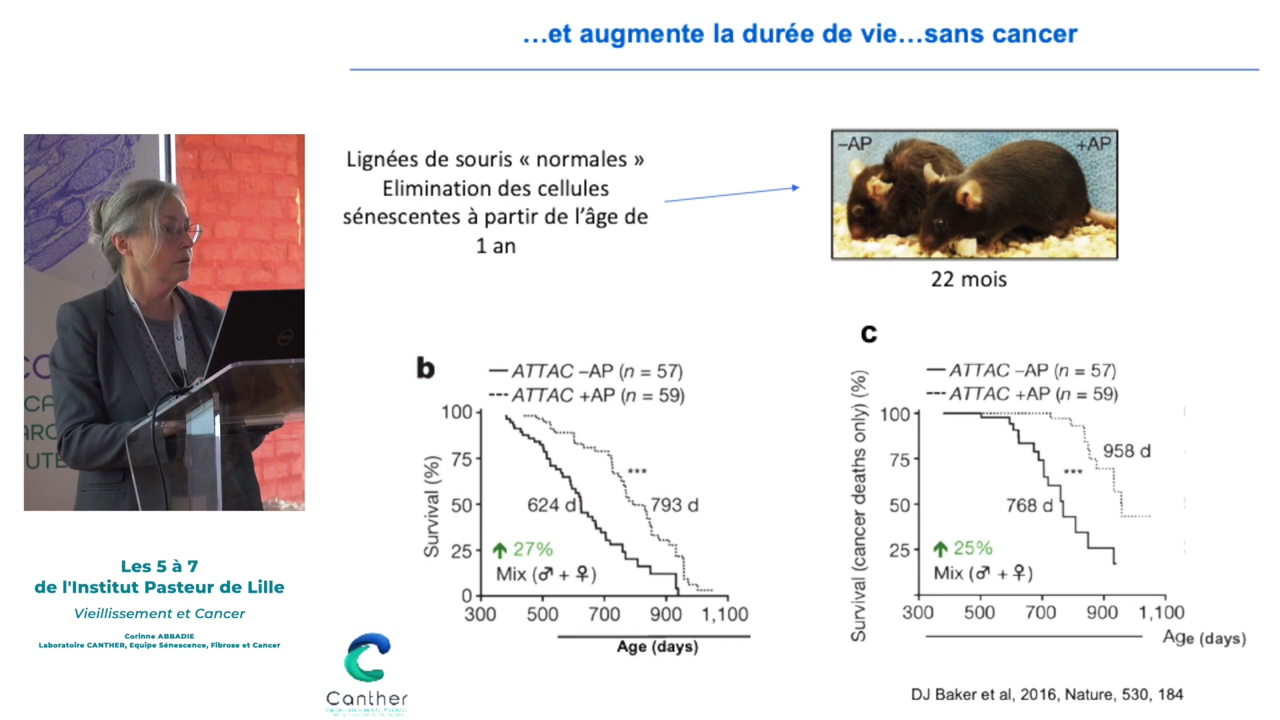 …et augmente la durée de vie…sans cancer
Lignées de souris « normales »
Elimination des cellules
sénescentes à partir de l'âge de
1 an
–AP
+AP
22 mois
b
ATTAC –AP (n = 57)
ATTAC +AP (n = 59)
Survival (%)
100
75
50
25
0
***
624 d
793 d
27%
Mix (♂ + ♀)
300 500 700 900 1,100
Age (days)
c
ATTAC –AP (n = 57)
ATTAC +AP (n = 59)
Survival (cancer deaths only) (%)
100
75
50
25
958 d
***
768 d
25%
Mix (♂ + ♀)
300 500 700 900 1,100
Age (days)
Les 5 à 7
de l'Institut Pasteur de Lille
Vieillissement et Cancer
Corinne ABBADIE
Laboratoire CANTHER, Equipe Sénescence, Fibrose et Cancer
Canther
DJ Baker et al, 2016, Nature, 530, 184